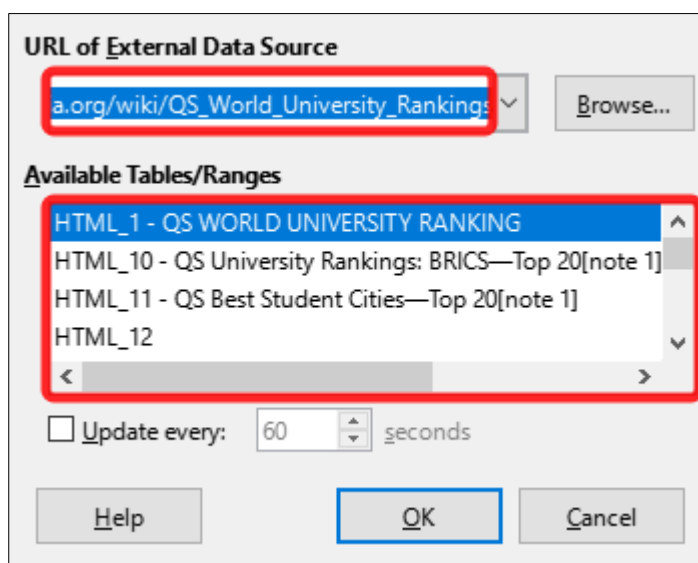 URL of External Data Source
a.org/wiki/QS_World_University_Rankings
Browse...
Available Tables/Ranges
HTML_1 - QS WORLD UNIVERSITY RANKING
HTML_10 - QS University Rankings: BRICS—Top 20[note 1]
HTML_11 - QS Best Student Cities—Top 20[note 1]
HTML_12
Update every: 60 seconds
Help OK Cancel